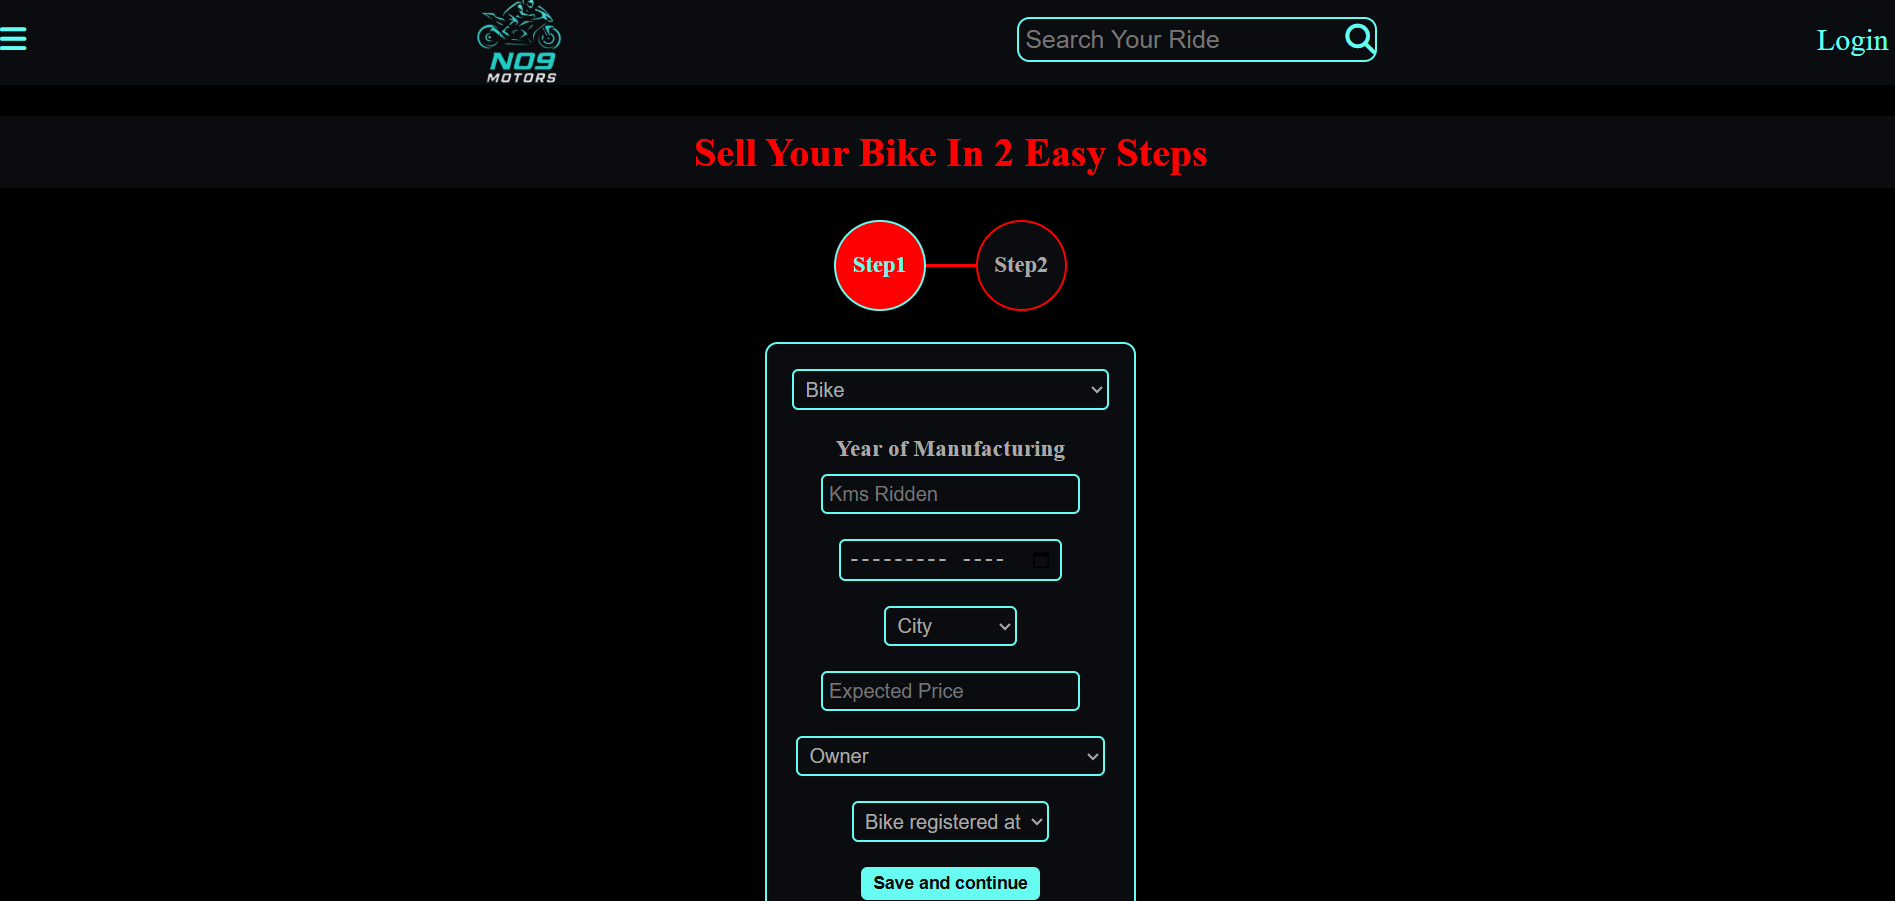 NO9
MOTORS
Search Your Ride
Login
Sell Your Bike In 2 Easy Steps
Step1
Step2
Bike
Year of Manufacturing
Kms Ridden
--------- ----
City
Expected Price
Owner
Bike registered at
Save and continue